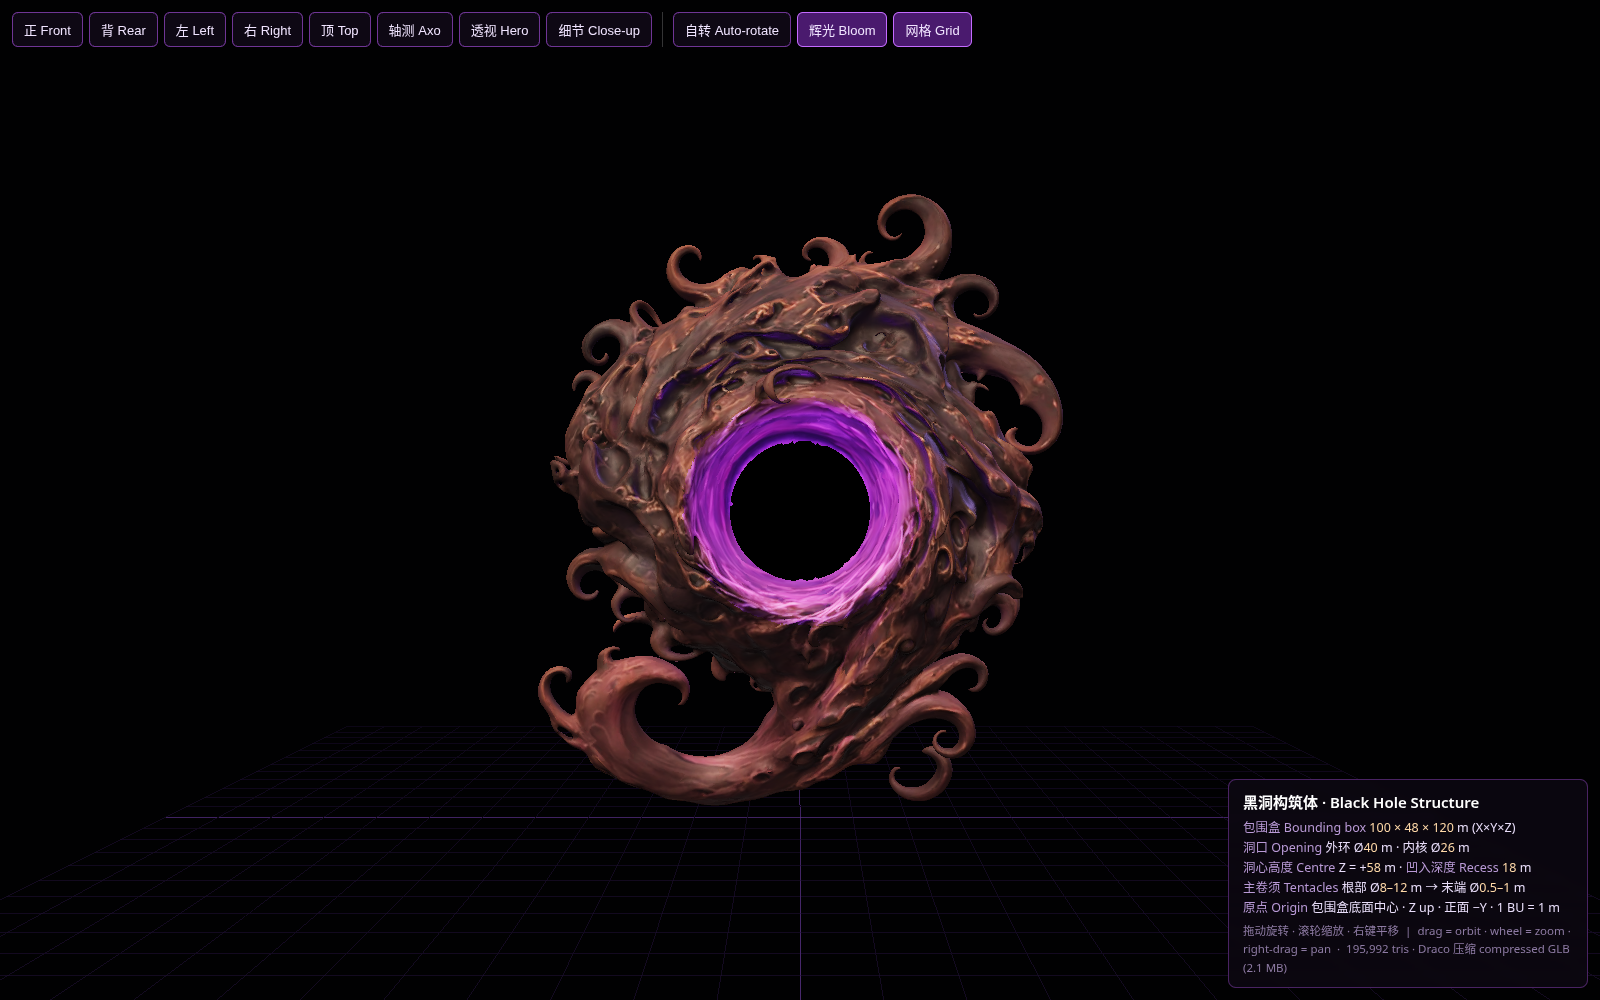 正 Front
背 Rear
左 Left
右 Right
顶 Top
轴测 Axo
透视 Hero
细节 Close-up
自转 Auto-rotate
辉光 Bloom
网格 Grid
黑洞构筑体 · Black Hole Structure
包围盒 Bounding box 100 × 48 × 120 m (X×Y×Z)
洞口 Opening 外环 Ø40 m · 内核 Ø26 m
洞心高度 Centre Z = +58 m · 凹入深度 Recess 18 m
主卷须 Tentacles 根部 Ø8–12 m → 末端 Ø0.5–1 m
原点 Origin 包围盒底面中心 · Z up · 正面 −Y · 1 BU = 1 m
拖动旋转 · 滚轮缩放 · 右键平移 | drag = orbit · wheel = zoom ·
right-drag = pan · 195,992 tris · Draco 压缩 compressed GLB
(2.1 MB)